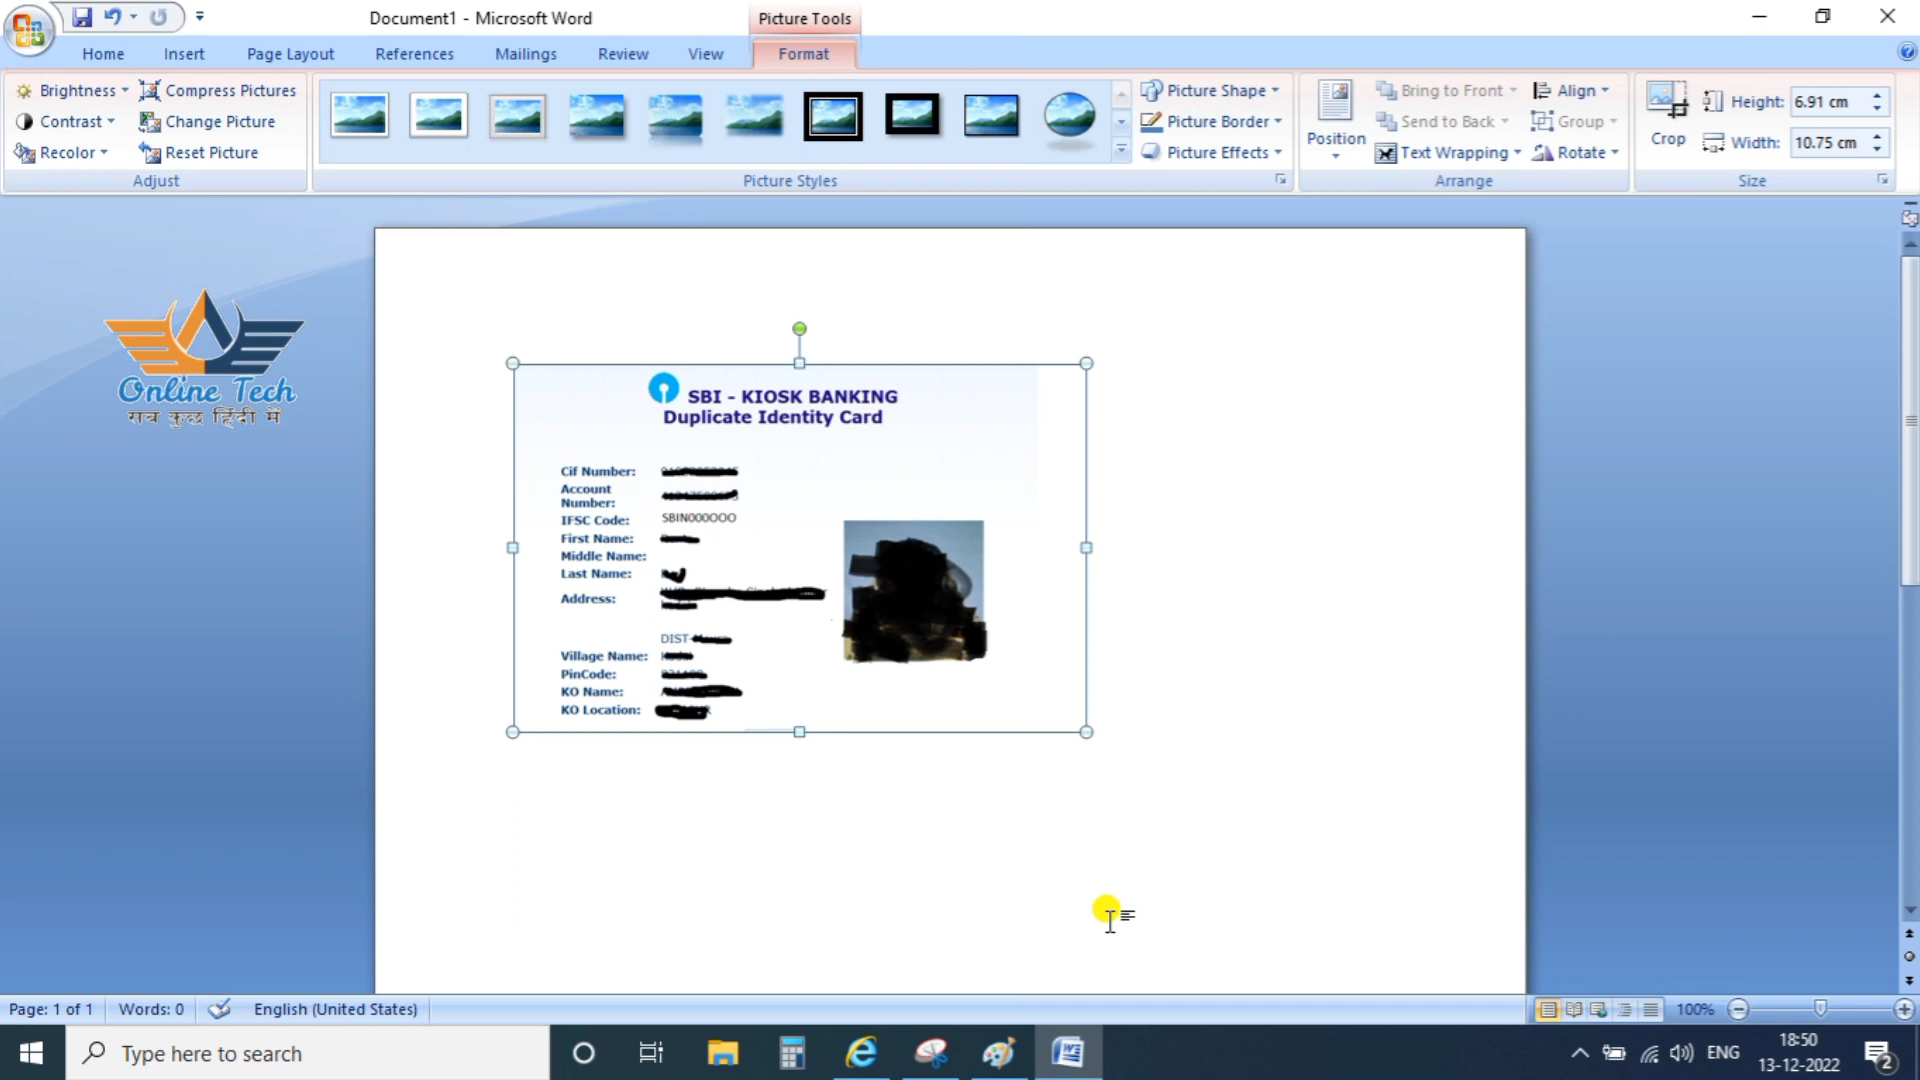 Document1 - Microsoft Word
Picture Tools
Home Insert Page Layout References Mailings Review View Format
Brightness Compress Pictures
Contrast Change Picture
Recolor Reset Picture
Adjust
Picture Styles
Picture Shape
Picture Border
Picture Effects
Position
Bring to Front
Send to Back
Text Wrapping
Align
Group
Rotate
Arrange
Crop
Height: 6.91 cm
Width: 10.75 cm
Size
Online Tech
सब कुछ हिंदी में
SBI - KIOSK BANKING
Duplicate Identity Card
Cif Number:
Account
Number:
IFSC Code: SBIN000OOO
First Name:
Middle Name:
Last Name:
Address:
DIST-
Village Name:
PinCode:
KO Name:
KO Location:
Page: 1 of 1 Words: 0 English (United States) 100%
Type here to search
ENG
18:50
13-12-2022
2